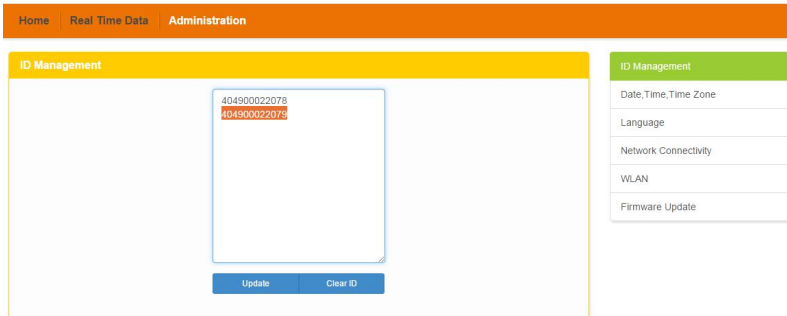 Home Real Time Data Administration
ID Management
404900022078
404900022079
Update Clear ID
ID Management
Date,Time,Time Zone
Language
Network Connectivity
WLAN
Firmware Update